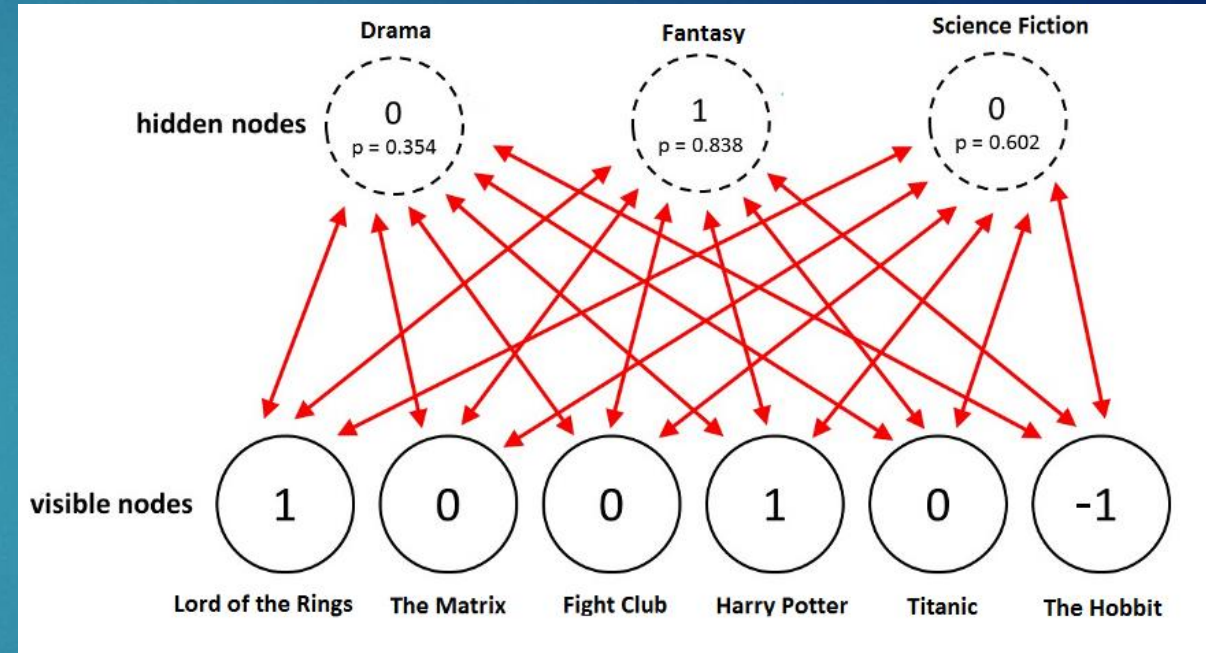 Drama
Fantasy
Science Fiction
hidden nodes
0
p = 0.354
1
p = 0.838
0
p = 0.602
visible nodes
1
0
0
1
0
-1
Lord of the Rings
The Matrix
Fight Club
Harry Potter
Titanic
The Hobbit